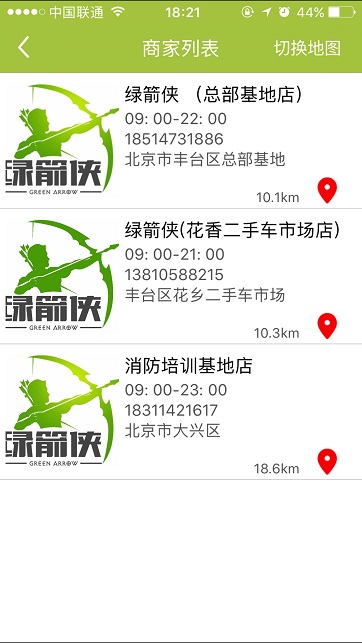 中国联通 18:21 44%
商家列表 切换地图
绿箭侠 （总部基地店）
09: 00-22: 00
18514731886
北京市丰台区总部基地
10.1km
绿箭侠
GREEN ARROW
绿箭侠(花香二手车市场店)
09: 00-21: 00
13810588215
丰台区花乡二手车市场
10.3km
绿箭侠
GREEN ARROW
消防培训基地店
09: 00-23: 00
18311421617
北京市大兴区
18.6km
绿箭侠
GREEN ARROW